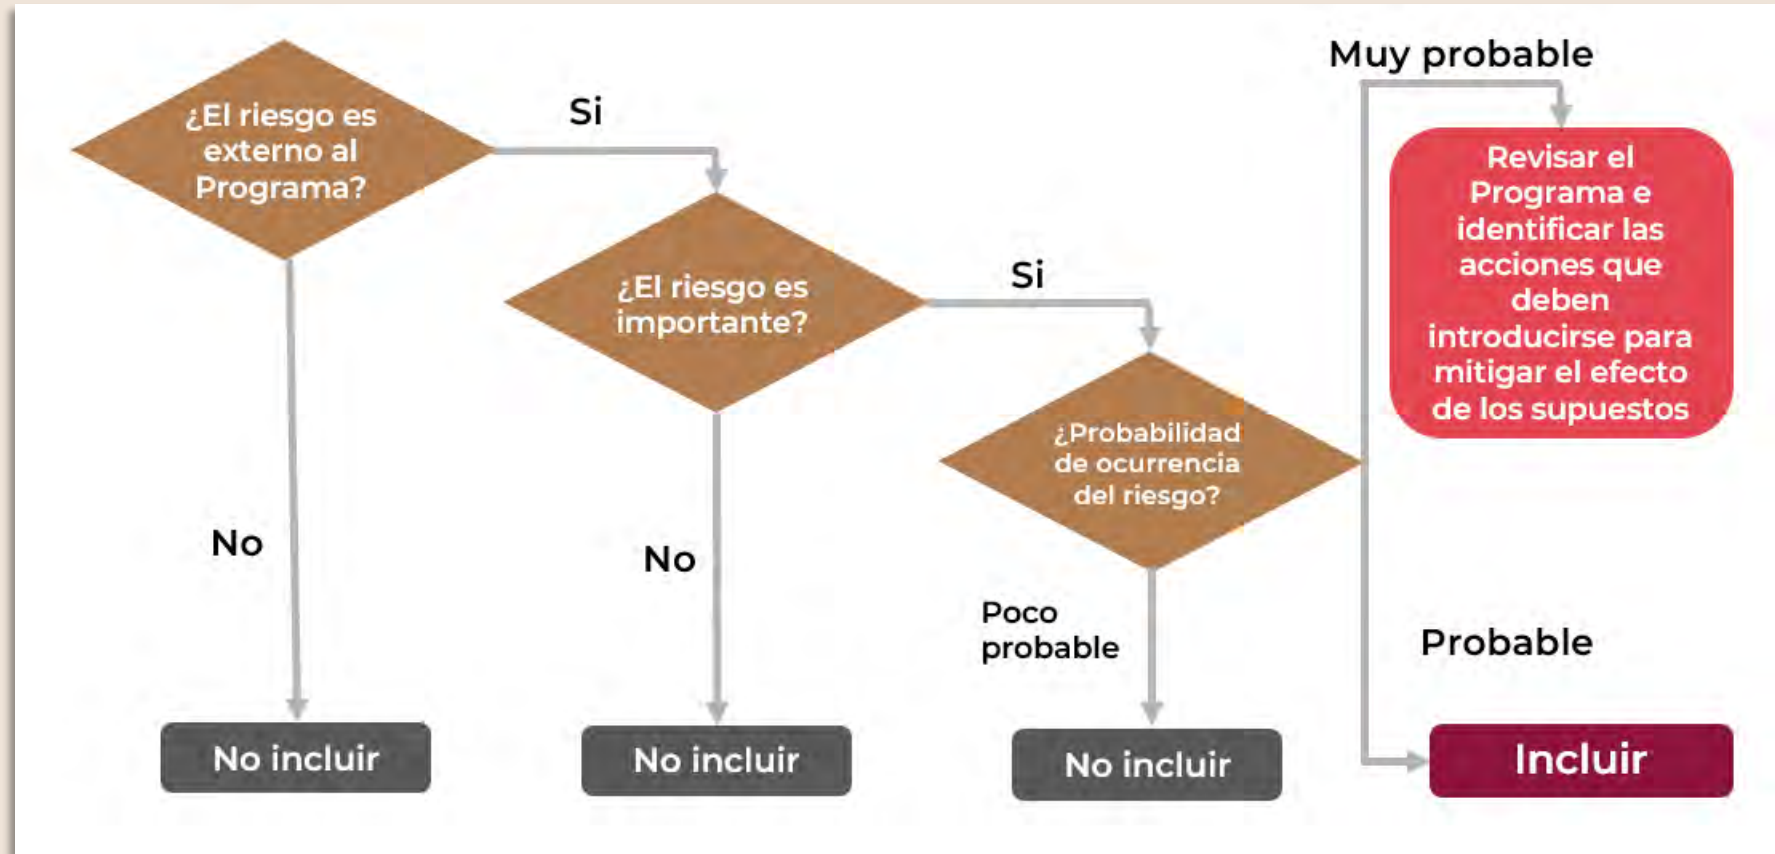 ¿El riesgo es
externo al
Programa?
Si
No
No incluir
¿El riesgo es
importante?
Si
No
No incluir
¿Probabilidad
de ocurrencia
del riesgo?
Poco
probable
No incluir
Muy probable
Revisar el
Programa e
identificar las
acciones que
deben
introducirse para
mitigar el efecto
de los supuestos
Probable
Incluir